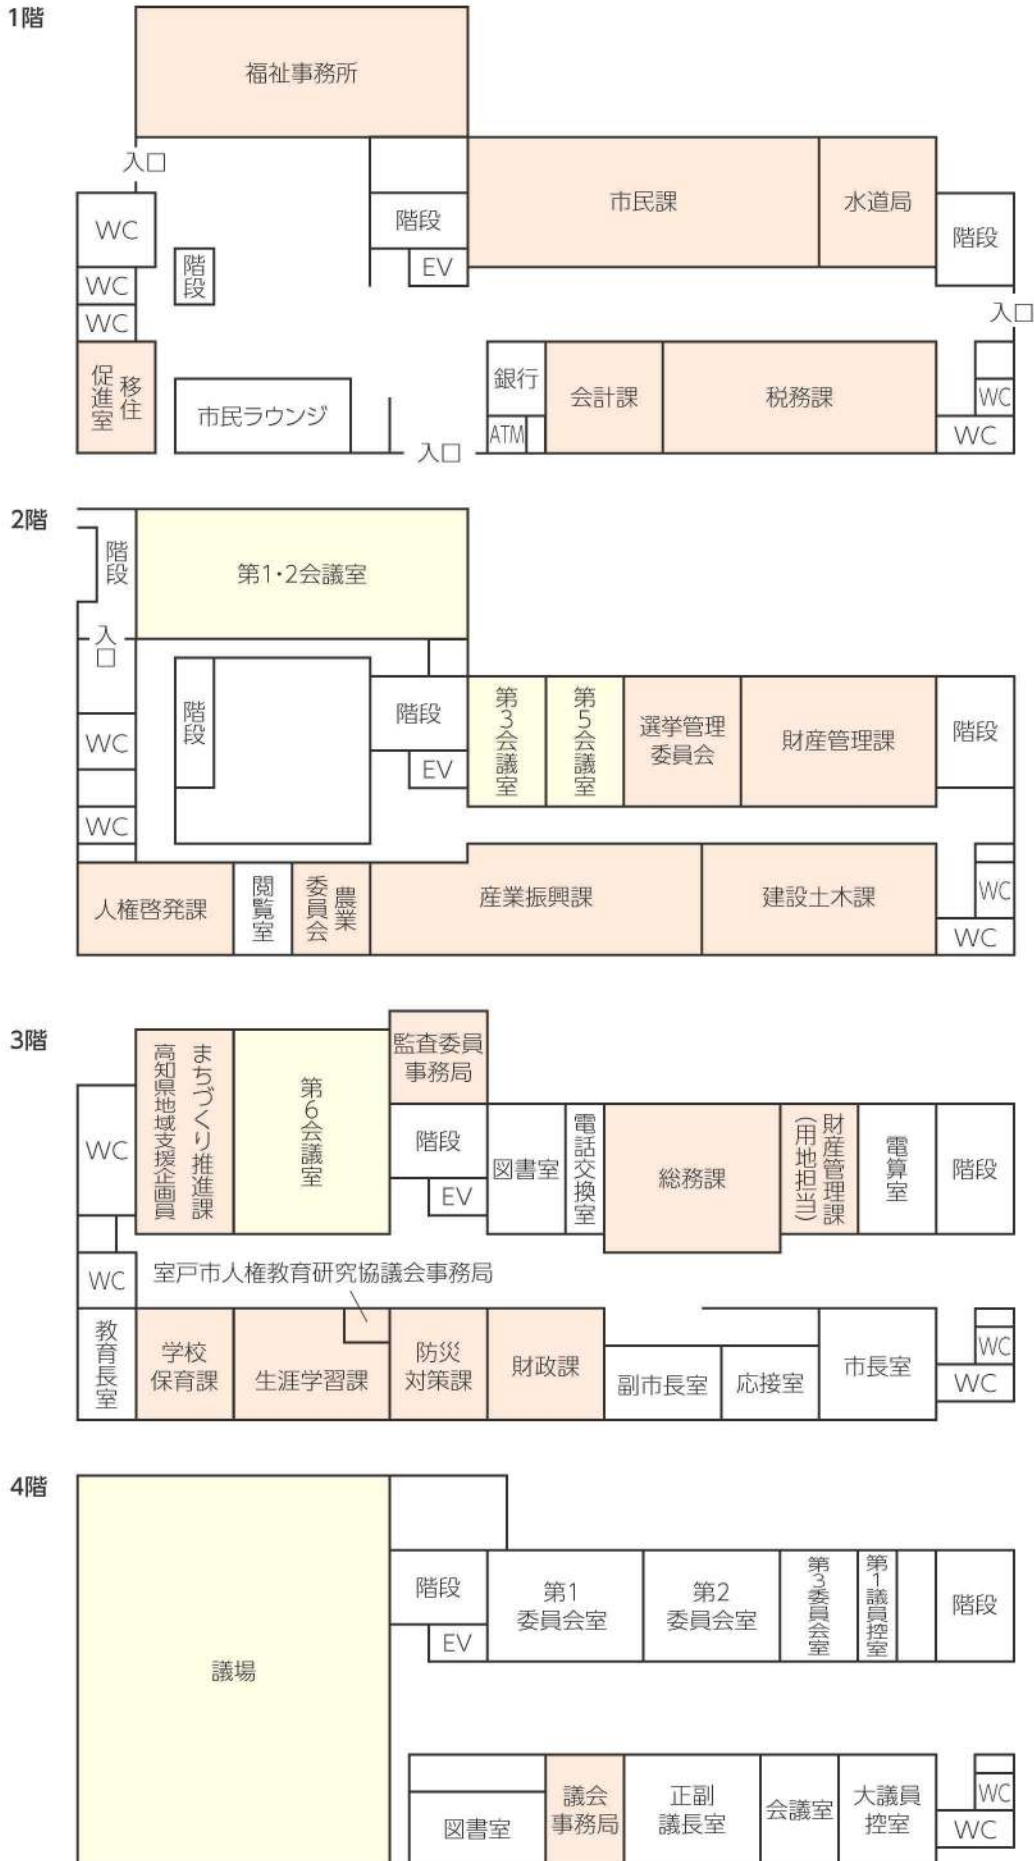 1階
福祉事務所
入口
市民課
水道局
WC
階段
階段
階段
EV
WC
入口
WC
移住
促進室
市民ラウンジ
銀行
会計課
税務課
WC
ATM
WC
入口
2階
階段
第1・2会議室
入口
階段
階段
第3会議室
第5会議室
選挙管理
委員会
財産管理課
階段
WC
EV
WC
人権啓発課
閲覧室
農業
委員会
産業振興課
建設土木課
WC
WC
3階
まちづくり推進課
高知県地域支援企画員
第6会議室
監査委員
事務局
WC
階段
EV
図書室
電話交換室
総務課
財産管理課
(用地担当)
電算室
階段
WC
室戸市人権教育研究協議会事務局
教育長室
学校
保育課
生涯学習課
防災
対策課
財政課
副市長室
応接室
市長室
WC
WC
4階
議場
階段
EV
第1
委員会室
第2
委員会室
第3委員会室
第1議員控室
階段
図書室
議会
事務局
正副
議長室
会議室
大議員
控室
WC
WC